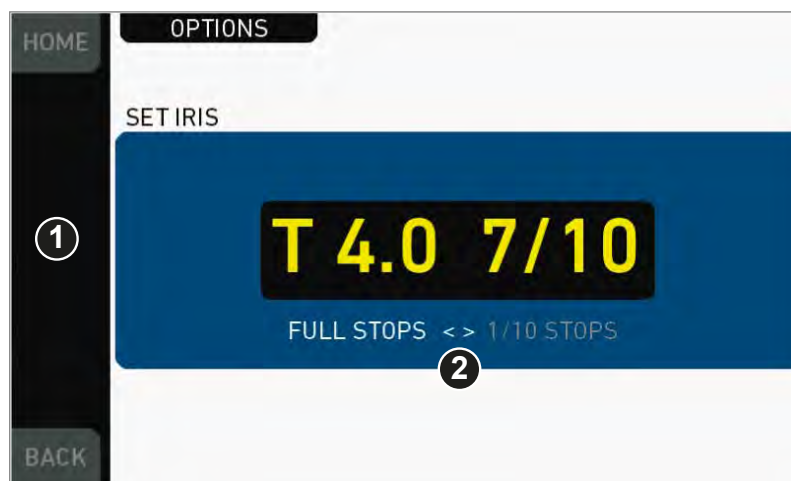 HOME
OPTIONS
SET IRIS
1
T 4.0 7/10
FULL STOPS < > 1/10 STOPS
2
BACK